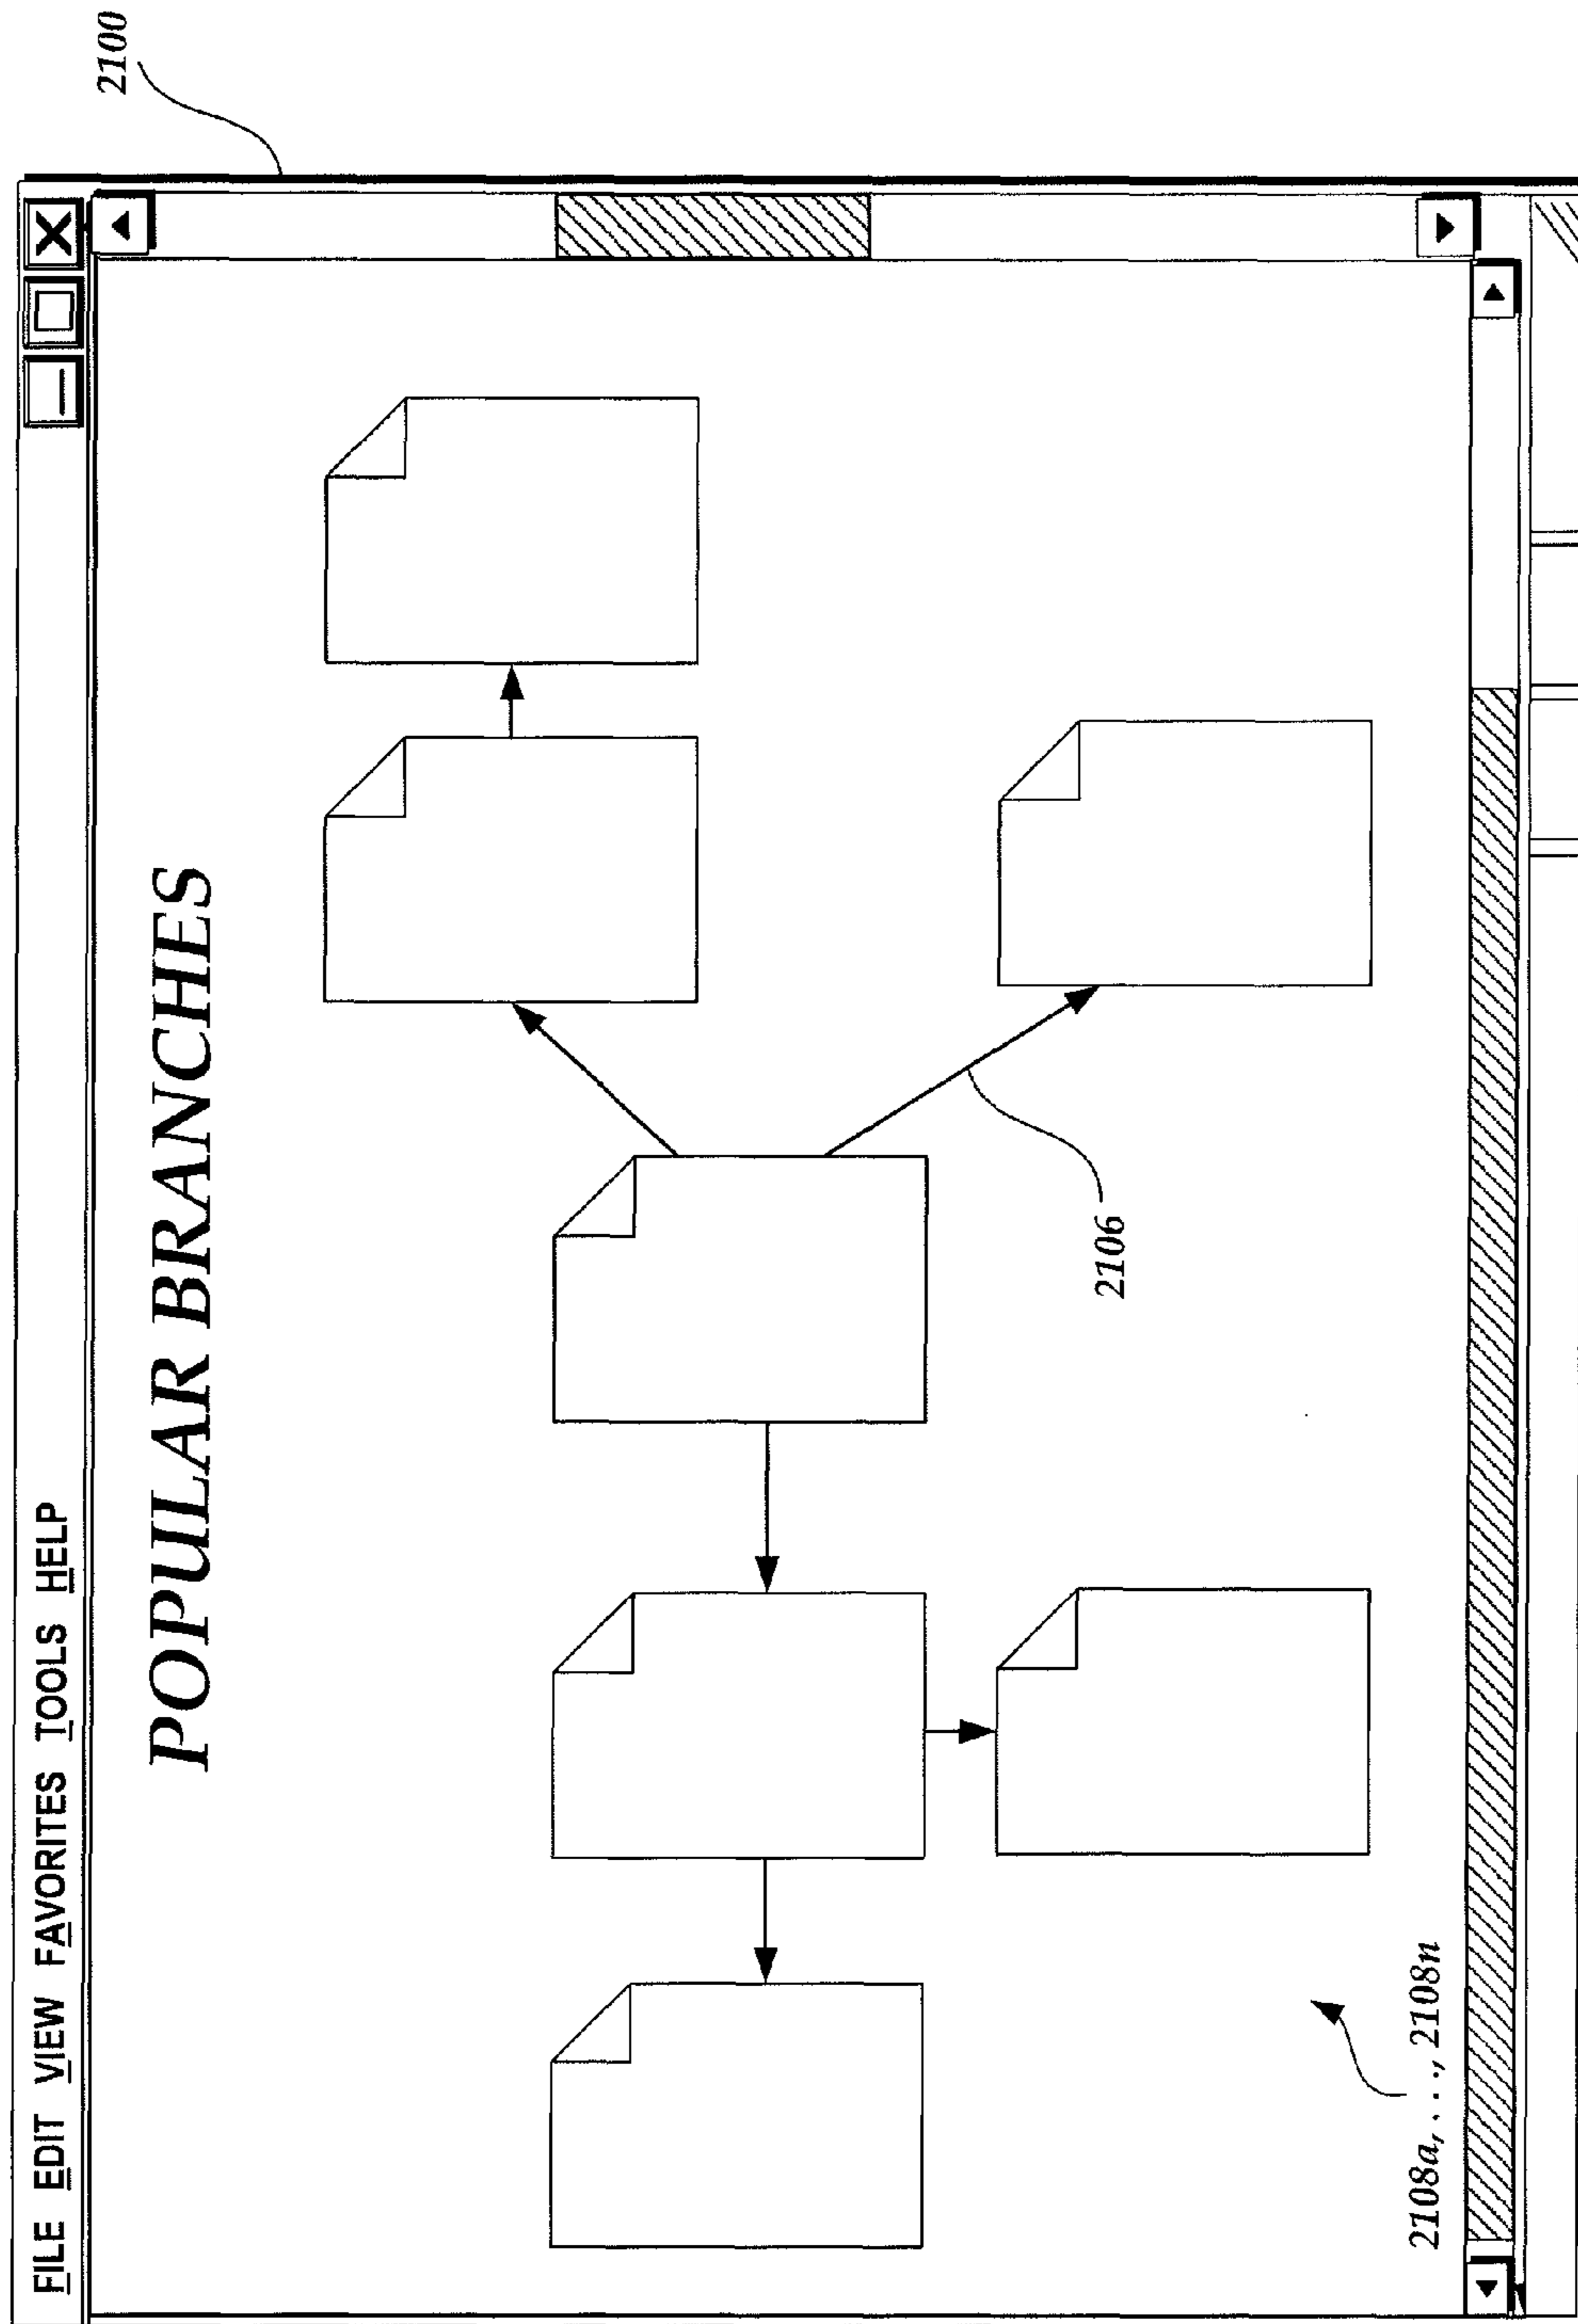 2100
FILE EDIT VIEW FAVORITES TOOLS HELP
POPULAR BRANCHES
2106
2108a, . . ., 2108n